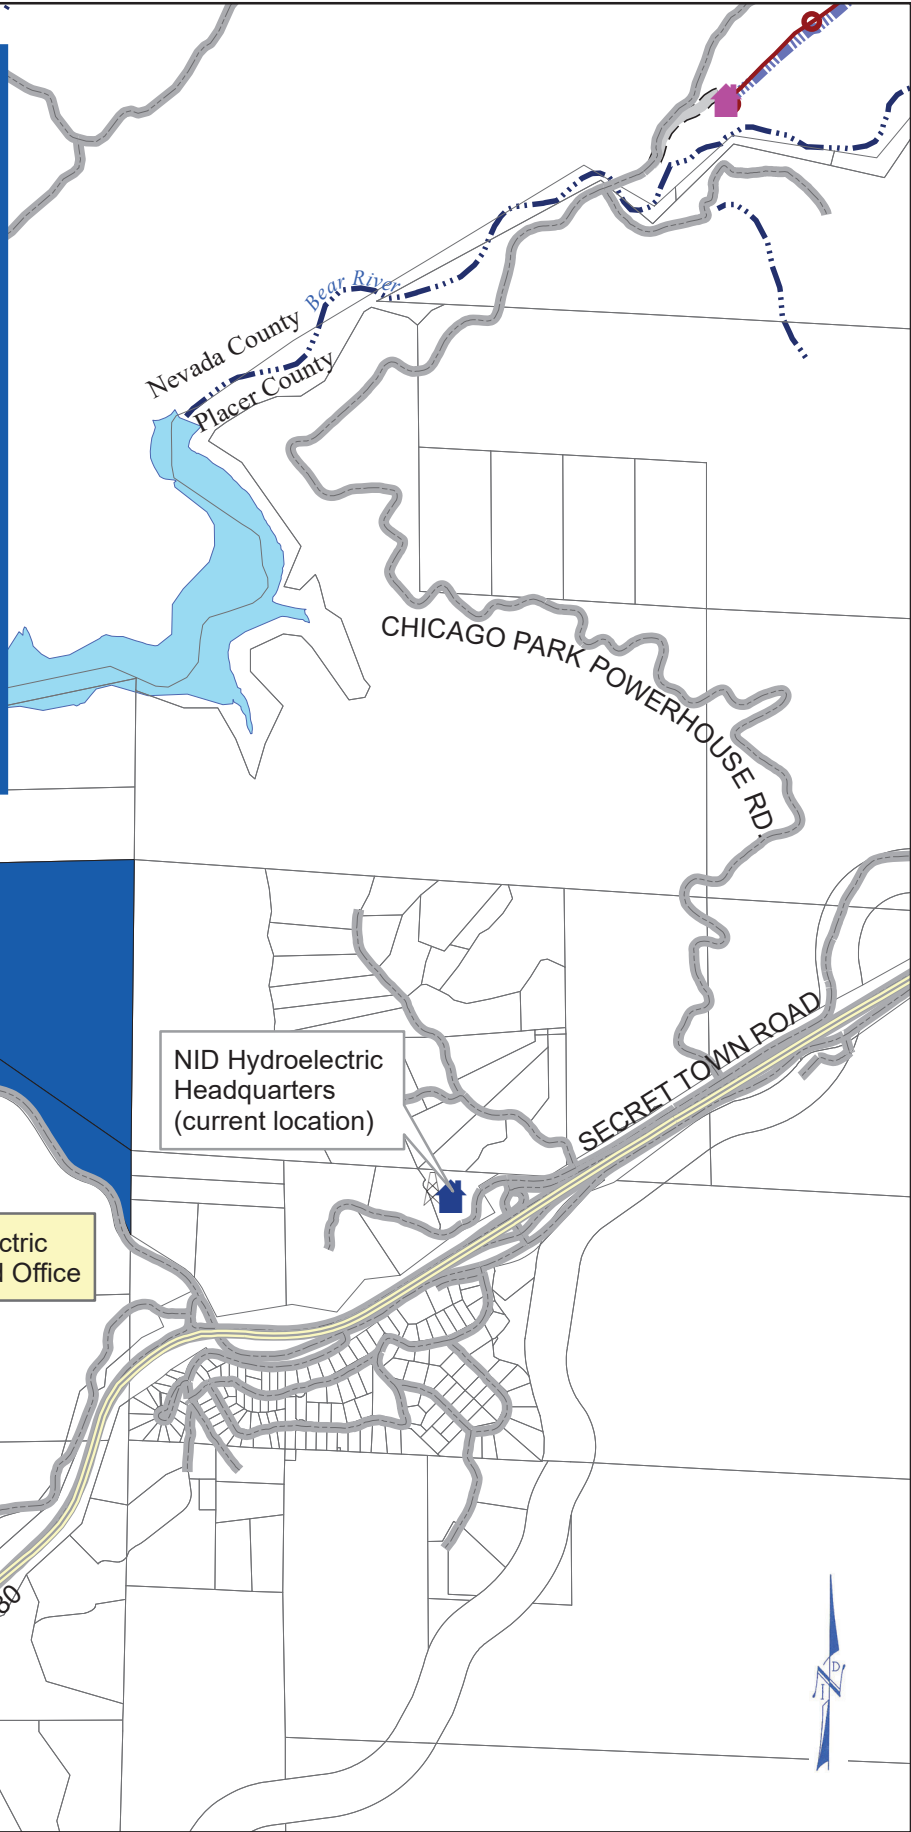 Bear River
Nevada County
Placer County
CHICAGO PARK POWERHOUSE RD.
SECRET TOWN ROAD
NID Hydroelectric
Headquarters
(current location)
ctric
Office
80
N
I
D